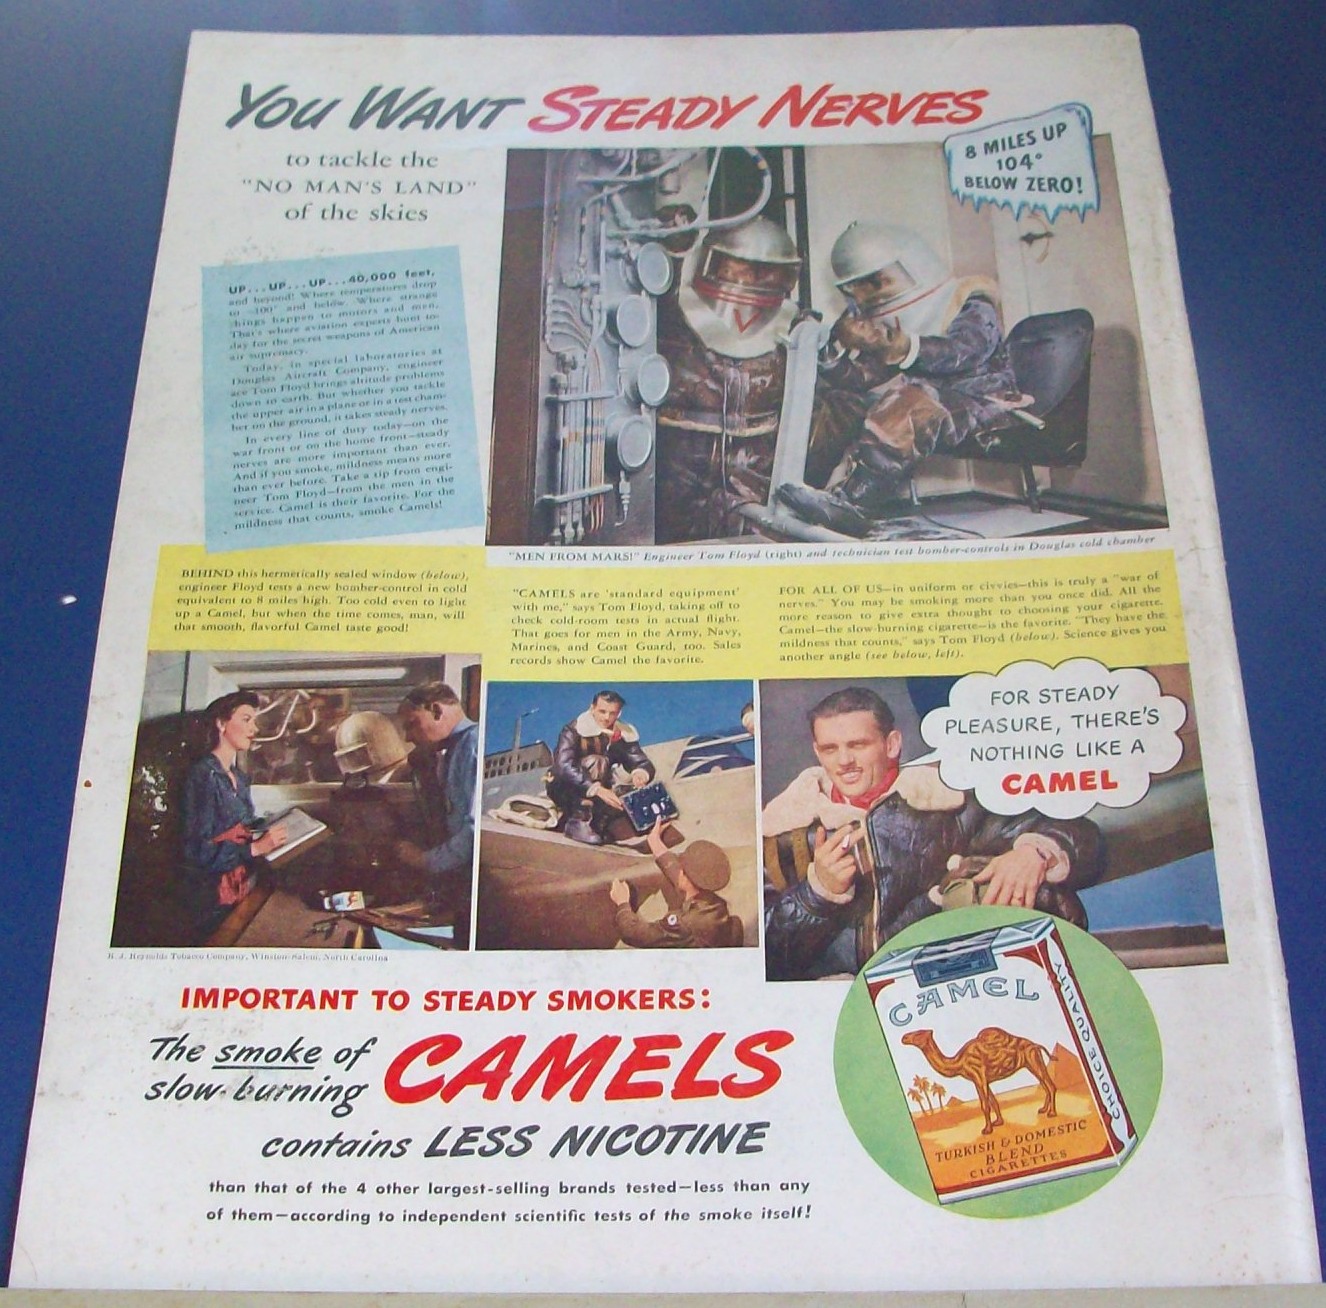 YOU WANT STEADY NERVES
to tackle the
"NO MAN'S LAND"
of the skies
8 MILES UP
104°
BELOW ZERO!
UP...UP...UP...40,000 feet,
and beyond! Where temperatures drop
to -100° and below. Where strange
things happen to motors and men.
That's where aviation experts hunt to-
day for the secret weapons of American
air supremacy.
Today, in special laboratories at
Douglas Aircraft Company, engineer
ace Tom Floyd brings altitude problems
down to earth. But whether you tackle
the upper air in a plane or in a test cham-
ber on the ground, it takes steady nerves.
In every line of duty today—on the
war front or on the home front—steady
nerves are more important than ever.
And if you smoke, mildness means more
than ever before. Take a tip from engi-
neer Tom Floyd—from the men in the
service. Camel is their favorite. For the
mildness that counts, smoke Camels!
"MEN FROM MARS!" Engineer Tom Floyd (right) and technician test bomber-controls in Douglas cold chamber
BEHIND this hermetically sealed window (below),
engineer Floyd tests a new bomber-control in cold
equivalent to 8 miles high. Too cold even to light
up a Camel, but when the time comes, man, will
that smooth, flavorful Camel taste good!
"CAMELS are 'standard equipment'
with me," says Tom Floyd, taking off to
check cold-room tests in actual flight.
That goes for men in the Army, Navy,
Marines, and Coast Guard, too. Sales
records show Camel the favorite.
FOR ALL OF US—in uniform or civvies—this is truly a "war of
nerves." You may be smoking more than you once did. All the
more reason to give extra thought to choosing your cigarette.
Camel—the slow-burning cigarette—is the favorite. "They have the
mildness that counts," says Tom Floyd (below). Science gives you
another angle (see below, left).
FOR STEADY
PLEASURE, THERE'S
NOTHING LIKE A
CAMEL
R. J. Reynolds Tobacco Company, Winston-Salem, North Carolina
IMPORTANT TO STEADY SMOKERS:
The smoke of
slow-burning
CAMELS
contains LESS NICOTINE
than that of the 4 other largest-selling brands tested—less than any
of them—according to independent scientific tests of the smoke itself!
CAMEL
CHOICE QUALITY
TURKISH & DOMESTIC
BLEND
CIGARETTES